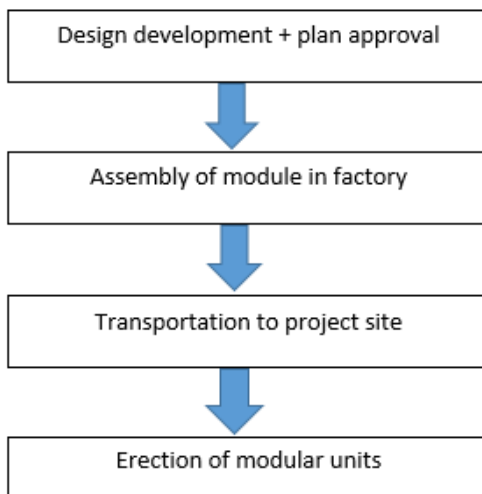 Design development + plan approval
Assembly of module in factory
Transportation to project site
Erection of modular units